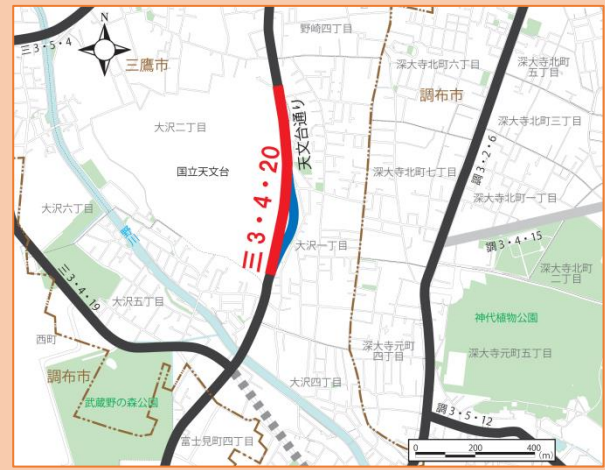 三3・5・4
N
三鷹市
野崎四丁目
深大寺北町六丁目
深大寺北町
五丁目
調布市
大沢二丁目
天文台通り
深大寺北町三丁目
国立天文台
三3・4・20
深大寺北町七丁目
調3・2・6
深大寺北町一丁目
大沢六丁目
野川
大沢一丁目
調3・4・15
深大寺北町
二丁目
三3・4・19
大沢五丁目
神代植物公園
西町
深大寺元町
四丁目
深大寺元町五丁目
調布市
大沢四丁目
武蔵野の森公園
調3・5・12
富士見町四丁目
0 200 400
(m)